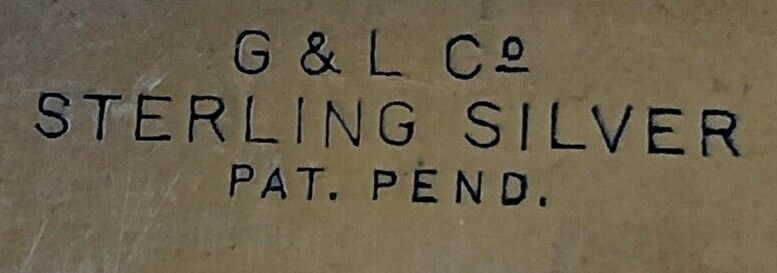 G & L Cº
STERLING SILVER
PAT. PEND.